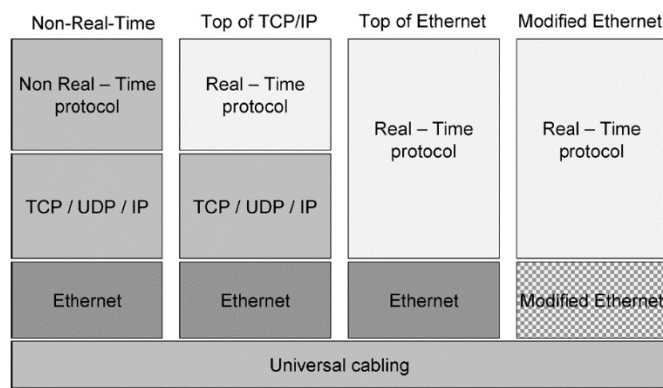 Non-Real-Time
Top of TCP/IP
Top of Ethernet
Modified Ethernet
Non Real – Time
protocol
Real – Time
protocol
Real – Time
protocol
Real – Time
protocol
TCP / UDP / IP
TCP / UDP / IP
Ethernet
Ethernet
Ethernet
Modified Ethernet
Universal cabling